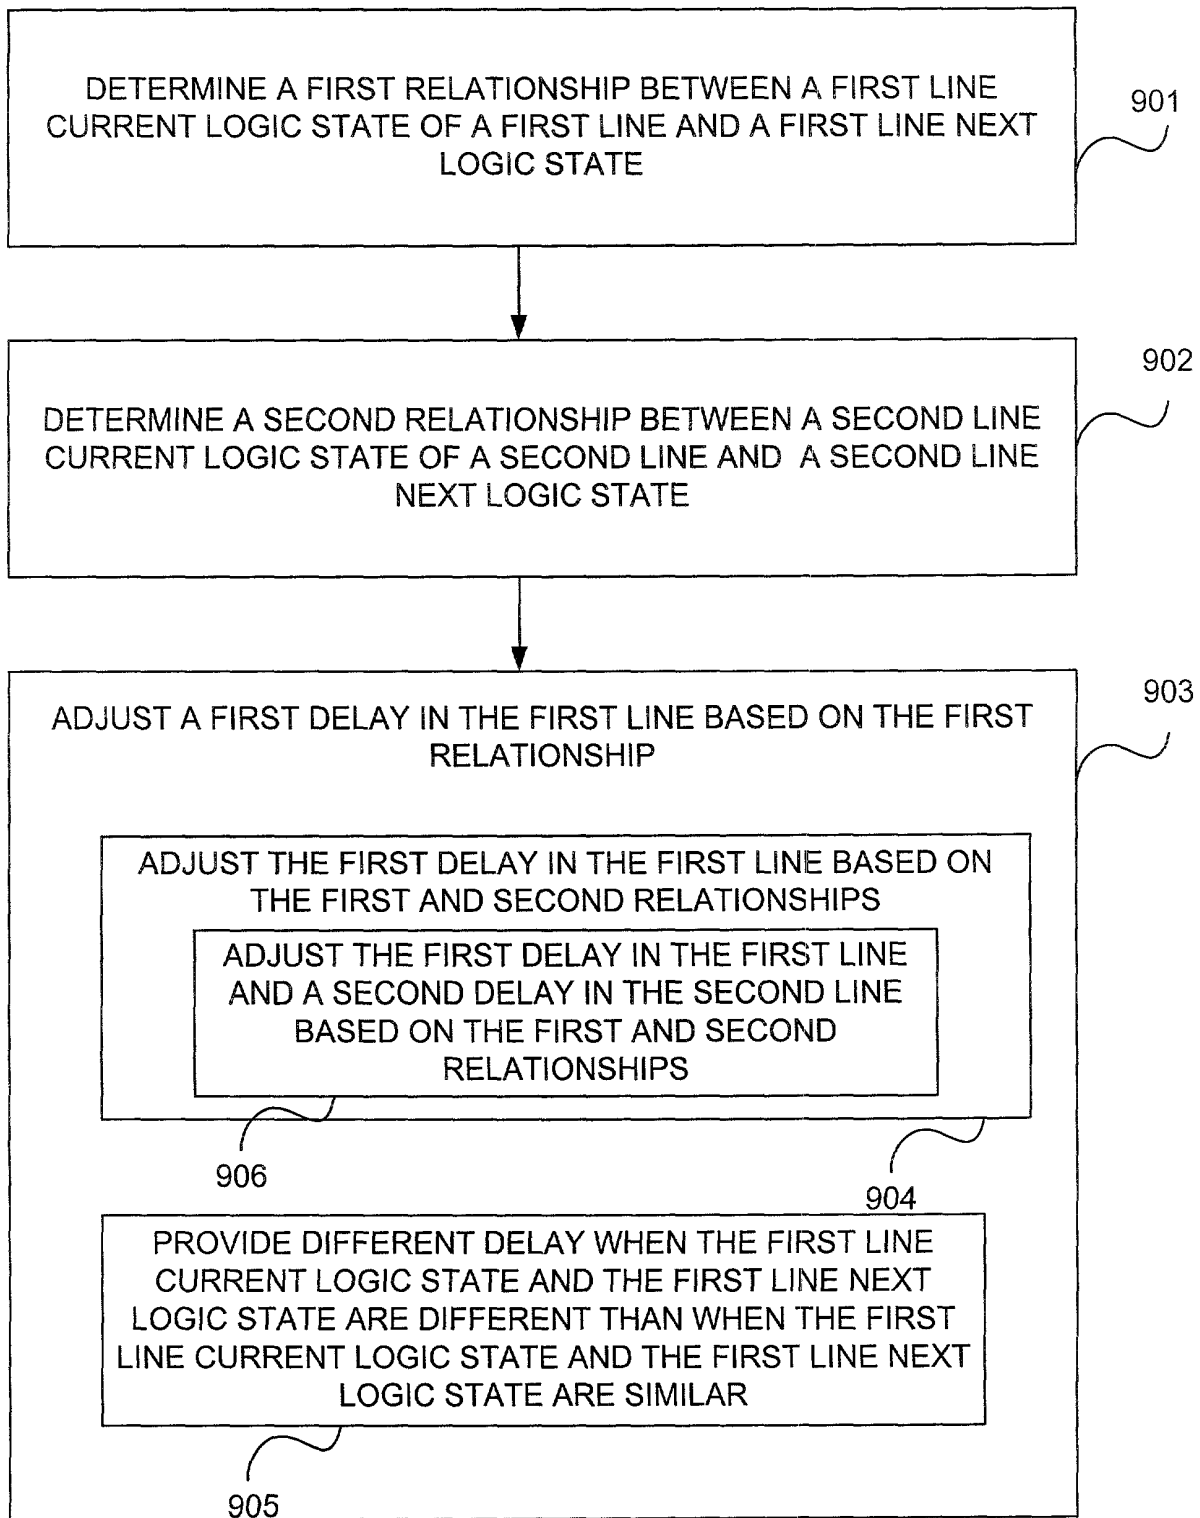 DETERMINE A FIRST RELATIONSHIP BETWEEN A FIRST LINE
CURRENT LOGIC STATE OF A FIRST LINE AND A FIRST LINE NEXT
LOGIC STATE
901
902
DETERMINE A SECOND RELATIONSHIP BETWEEN A SECOND LINE
CURRENT LOGIC STATE OF A SECOND LINE AND A SECOND LINE
NEXT LOGIC STATE
903
ADJUST A FIRST DELAY IN THE FIRST LINE BASED ON THE FIRST
RELATIONSHIP
ADJUST THE FIRST DELAY IN THE FIRST LINE BASED ON
THE FIRST AND SECOND RELATIONSHIPS
ADJUST THE FIRST DELAY IN THE FIRST LINE
AND A SECOND DELAY IN THE SECOND LINE
BASED ON THE FIRST AND SECOND
RELATIONSHIPS
906
904
PROVIDE DIFFERENT DELAY WHEN THE FIRST LINE
CURRENT LOGIC STATE AND THE FIRST LINE NEXT
LOGIC STATE ARE DIFFERENT THAN WHEN THE FIRST
LINE CURRENT LOGIC STATE AND THE FIRST LINE NEXT
LOGIC STATE ARE SIMILAR
905